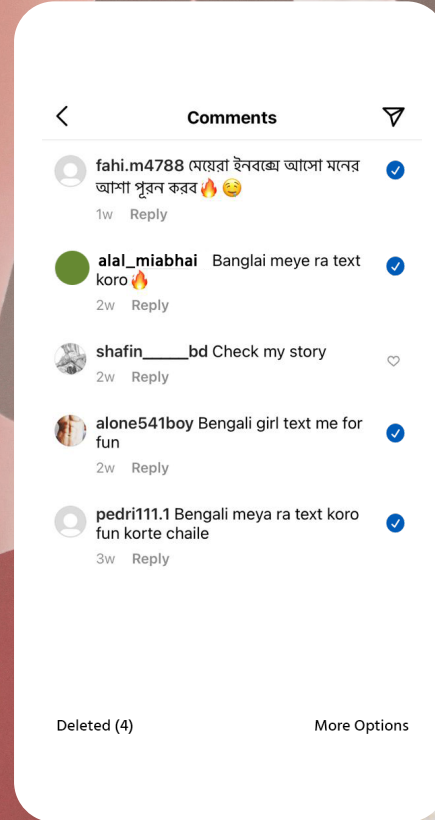 Comments
fahi.m4788 মেয়েরা ইনবক্সে আসো মনের
আশা পূরন করব🔥 🤤
1w Reply
alal_miabhai Banglai meye ra text
koro🔥
2w Reply
shafin_____bd Check my story
2w Reply
alone541boy Bengali girl text me for
fun
2w Reply
pedri111.1 Bengali meya ra text koro
fun korte chaile
3w Reply
Deleted (4) More Options